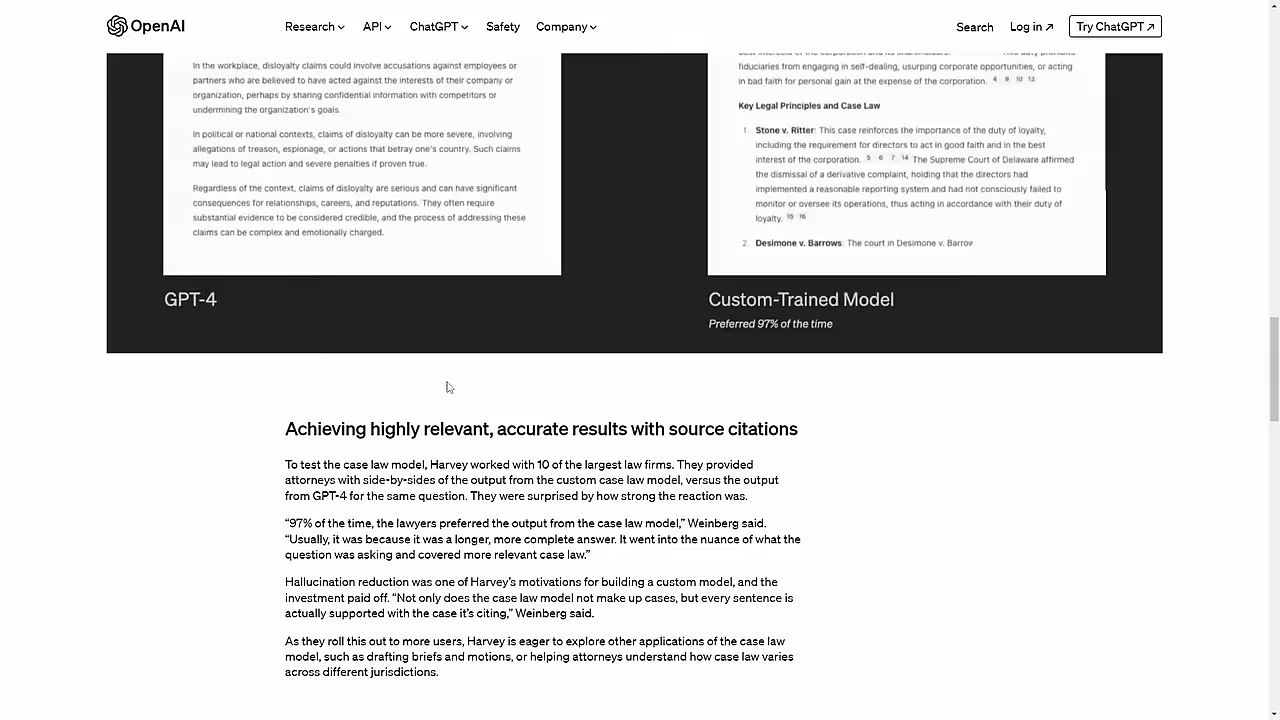 OpenAI
Research
API
ChatGPT
Safety
Company
Search
Log in ↗
Try ChatGPT ↗
In the workplace, disloyalty claims could involve accusations against employees or
partners who are believed to have acted against the interests of their company or
organization, perhaps by sharing confidential information with competitors or
undermining the organization's goals.
In political or national contexts, claims of disloyalty can be more severe, involving
allegations of treason, espionage, or actions that betray one's country. Such claims
may lead to legal action and severe penalties if proven true.
Regardless of the context, claims of disloyalty are serious and can have significant
consequences for relationships, careers, and reputations. They often require
substantial evidence to be considered credible, and the process of addressing these
claims can be complex and emotionally charged.
GPT-4
fiduciaries from engaging in self-dealing, usurping corporate opportunities, or acting
in bad faith for personal gain at the expense of the corporation. 4 9 10 13
Key Legal Principles and Case Law
1. Stone v. Ritter: This case reinforces the importance of the duty of loyalty,
including the requirement for directors to act in good faith and in the best
interest of the corporation. 5 6 7 14 The Supreme Court of Delaware affirmed
the dismissal of a derivative complaint, holding that the directors had
implemented a reasonable reporting system and had not consciously failed to
monitor or oversee its operations, thus acting in accordance with their duty of
loyalty. 15 16
2. Desimone v. Barrows: The court in Desimone v. Barrow
Custom-Trained Model
Preferred 97% of the time
Achieving highly relevant, accurate results with source citations
To test the case law model, Harvey worked with 10 of the largest law firms. They provided
attorneys with side-by-sides of the output from the custom case law model, versus the output
from GPT-4 for the same question. They were surprised by how strong the reaction was.
“97% of the time, the lawyers preferred the output from the case law model,” Weinberg said.
“Usually, it was because it was a longer, more complete answer. It went into the nuance of what the
question was asking and covered more relevant case law.”
Hallucination reduction was one of Harvey's motivations for building a custom model, and the
investment paid off. “Not only does the case law model not make up cases, but every sentence is
actually supported with the case it's citing,” Weinberg said.
As they roll this out to more users, Harvey is eager to explore other applications of the case law
model, such as drafting briefs and motions, or helping attorneys understand how case law varies
across different jurisdictions.